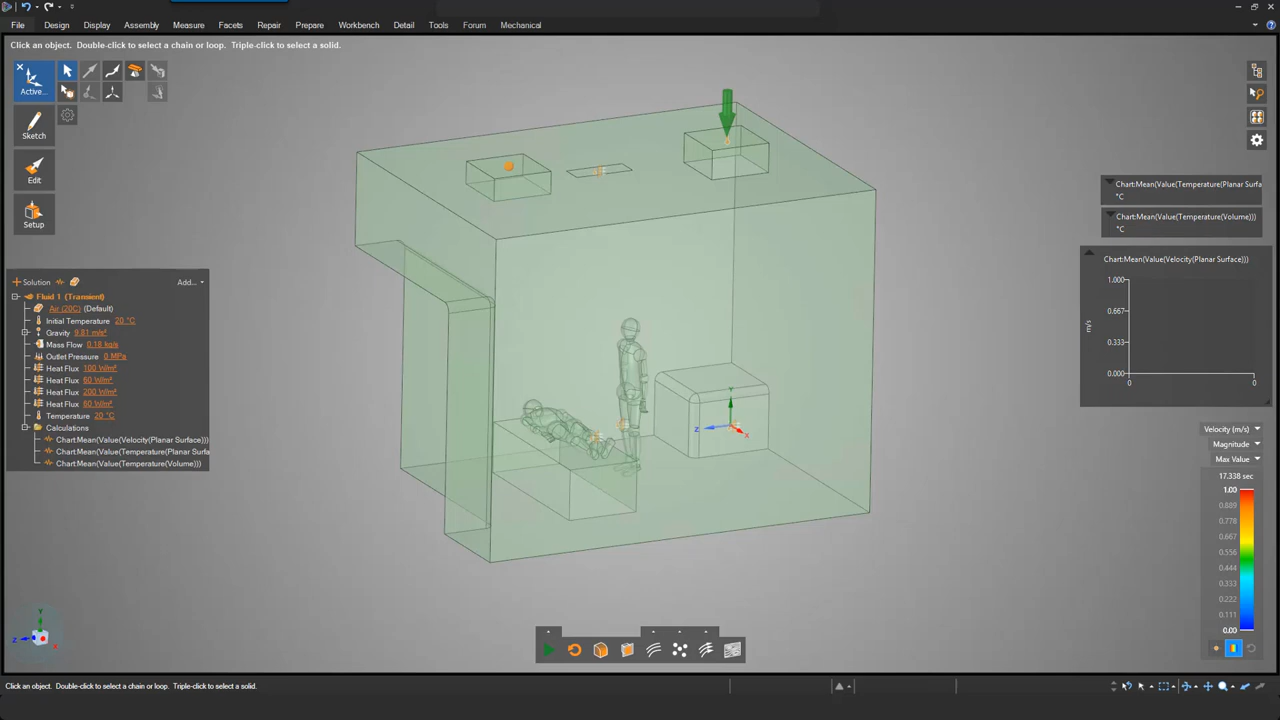 File Design Display Assembly Measure Facets Repair Prepare Workbench Detail Tools Forum Mechanical
Click an object. Double-click to select a chain or loop. Triple-click to select a solid.
Active...
Sketch
Edit
Setup
Solution Add...
Fluid 1 (Transient)
Air (20C) (Default)
Initial Temperature 20 °C
Gravity 9.81 m/s²
Mass Flow 0.18 kg/s
Outlet Pressure 0 MPa
Heat Flux 100 W/m²
Heat Flux 60 W/m²
Heat Flux 200 W/m²
Heat Flux 60 W/m²
Temperature 20 °C
Calculations
Chart:Mean(Value(Velocity(Planar Surface)))
Chart:Mean(Value(Temperature(Planar Surfa
Chart:Mean(Value(Temperature(Volume)))
Y
Z
X
Y
Z
Chart:Mean(Value(Temperature(Planar Surfa
°C
Chart:Mean(Value(Temperature(Volume)))
°C
Chart:Mean(Value(Velocity(Planar Surface)))
1.000
0.667
m/s
0.333
0.000
0 0
Velocity (m/s)
Magnitude
Max Value
17.338 sec
1.00
0.889
0.778
0.666
0.556
0.444
0.333
0.222
0.111
0.00
Click an object. Double-click to select a chain or loop. Triple-click to select a solid.